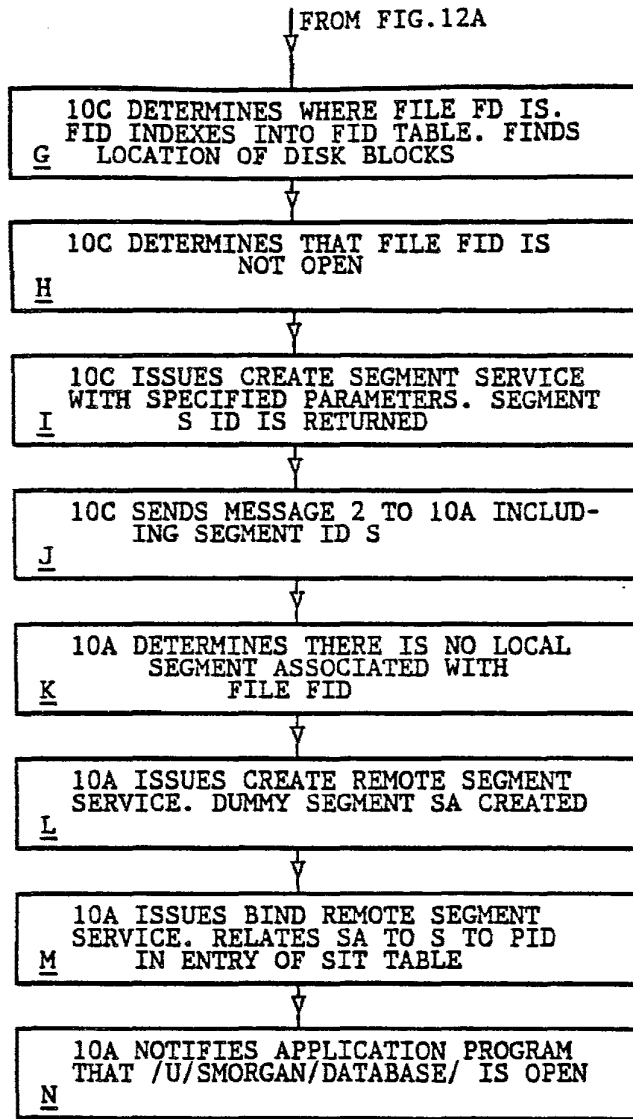 FROM FIG.12A
10C DETERMINES WHERE FILE FD IS.
FID INDEXES INTO FID TABLE. FINDS
G LOCATION OF DISK BLOCKS
10C DETERMINES THAT FILE FID IS
NOT OPEN
H
10C ISSUES CREATE SEGMENT SERVICE
WITH SPECIFIED PARAMETERS. SEGMENT
I S ID IS RETURNED
10C SENDS MESSAGE 2 TO 10A INCLUD-
ING SEGMENT ID S
J
10A DETERMINES THERE IS NO LOCAL
SEGMENT ASSOCIATED WITH
K FILE FID
10A ISSUES CREATE REMOTE SEGMENT
SERVICE. DUMMY SEGMENT SA CREATED
L
10A ISSUES BIND REMOTE SEGMENT
SERVICE. RELATES SA TO S TO PID
M IN ENTRY OF SIT TABLE
10A NOTIFIES APPLICATION PROGRAM
THAT /U/SMORGAN/DATABASE/ IS OPEN
N